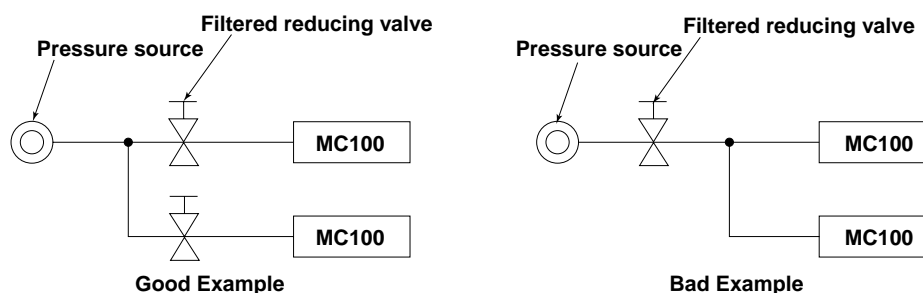 Filtered reducing valve
Pressure source
MC100
MC100
Good Example
Filtered reducing valve
Pressure source
MC100
MC100
Bad Example